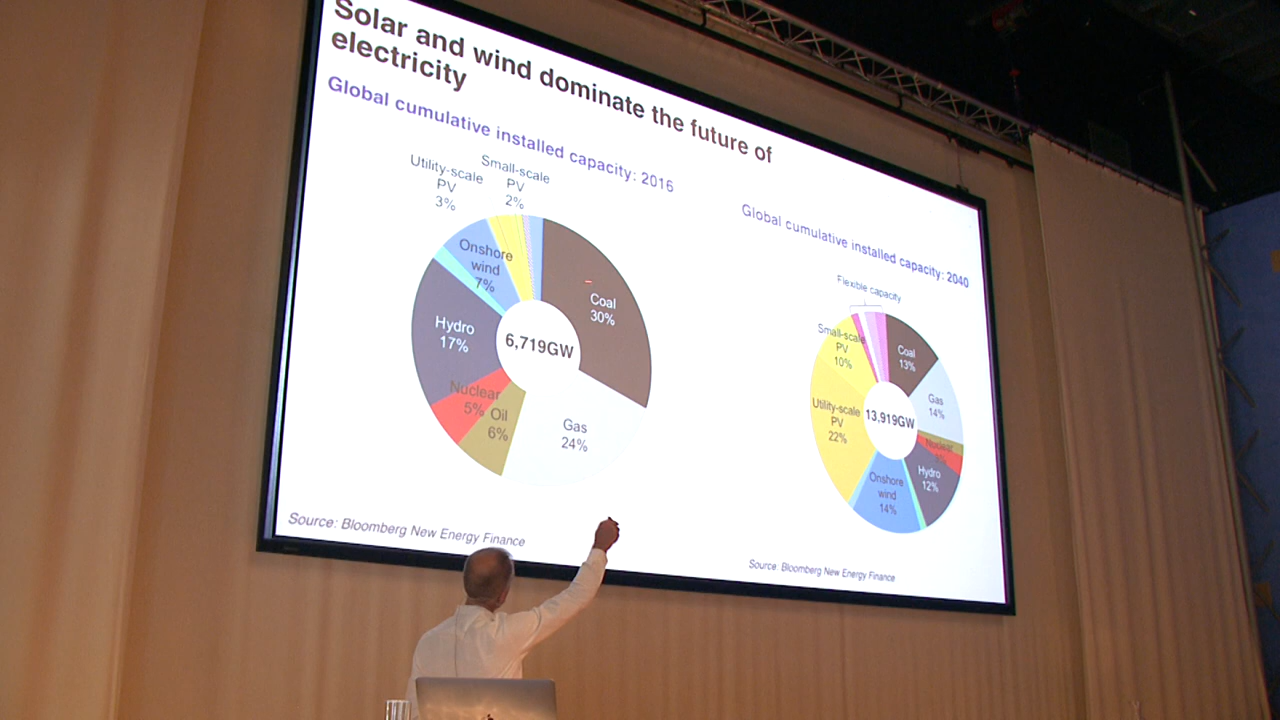 Solar and wind dominate the future of
electricity
Global cumulative installed capacity: 2016
Utility-scale
PV
3%
Small-scale
PV
2%
Onshore
wind
7%
Coal
30%
Hydro
17%
6,719GW
Nuclear
5%
Oil
6%
Gas
24%
Source: Bloomberg New Energy Finance
Global cumulative installed capacity: 2040
Flexible capacity
Small-scale
PV
10%
Coal
13%
Gas
14%
Utility-scale
PV
22%
13,919GW
Nuclear
Hydro
12%
Onshore
wind
14%
Source: Bloomberg New Energy Finance